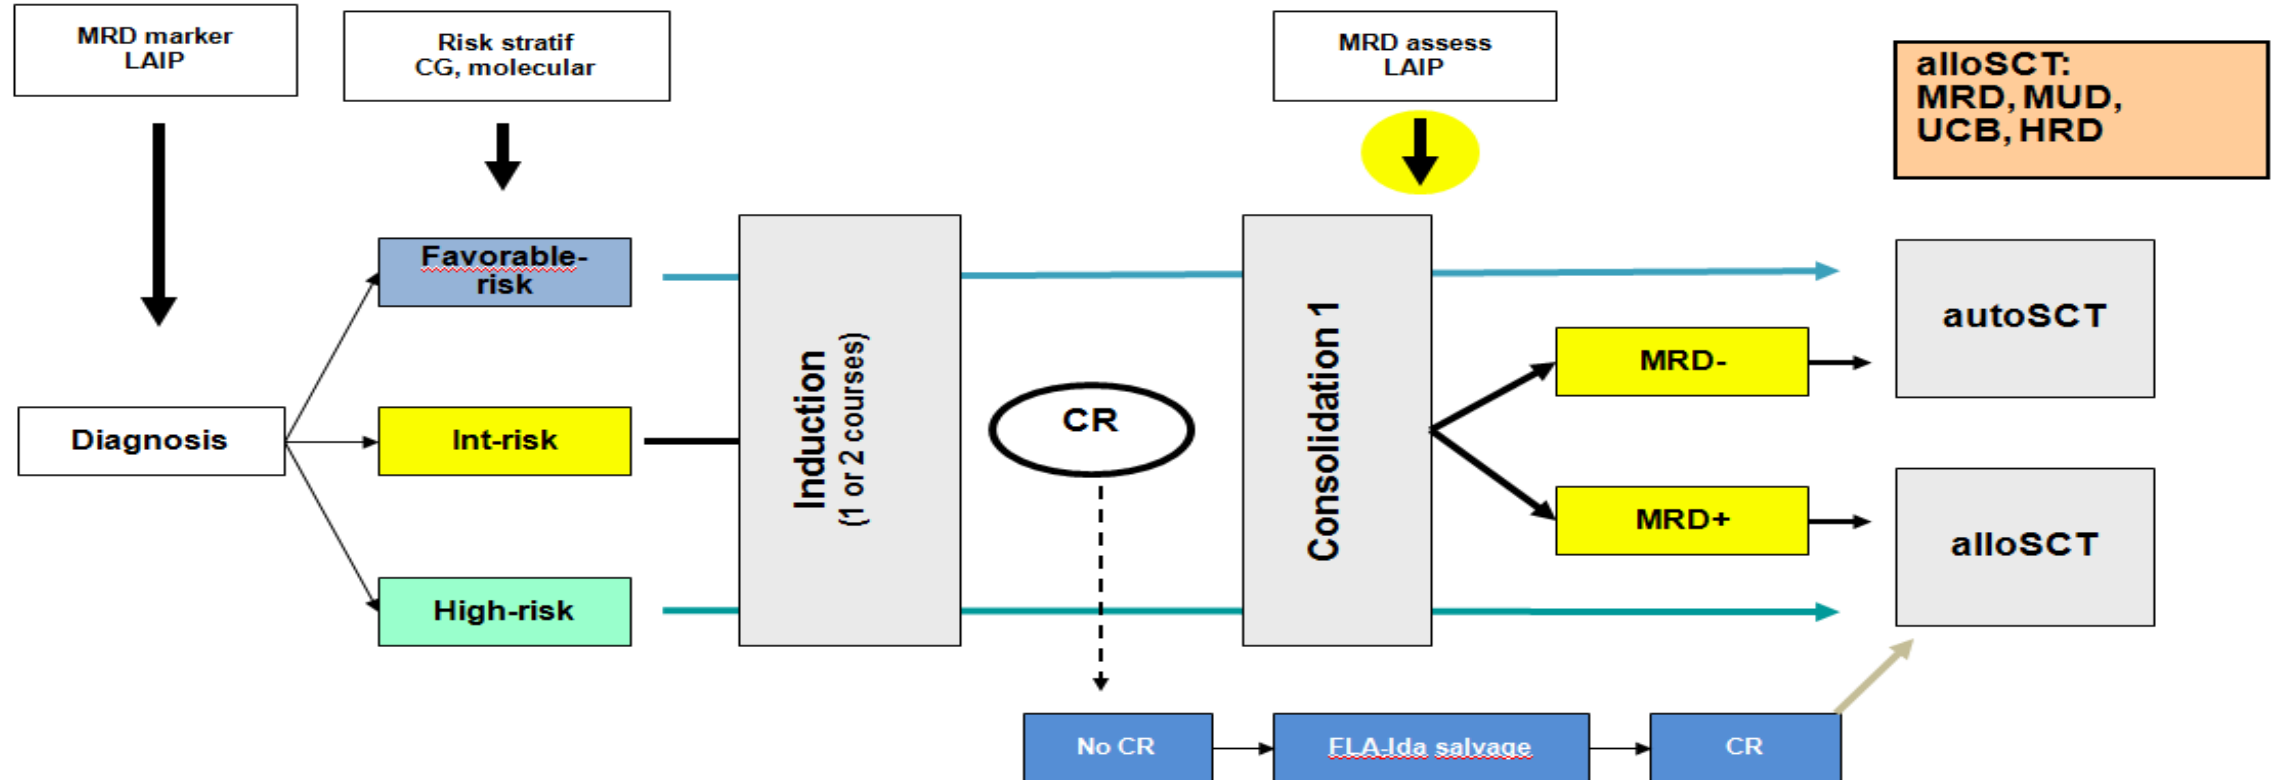 MRD marker
LAIP
Risk stratif
CG, molecular
MRD assess
LAIP
alloSCT:
MRD, MUD,
UCB, HRD
Favorable-
risk
Diagnosis
Int-risk
High-risk
Induction
(1 or 2 courses)
CR
Consolidation 1
MRD-
MRD+
autoSCT
alloSCT
No CR
FLA-Ida salvage
CR